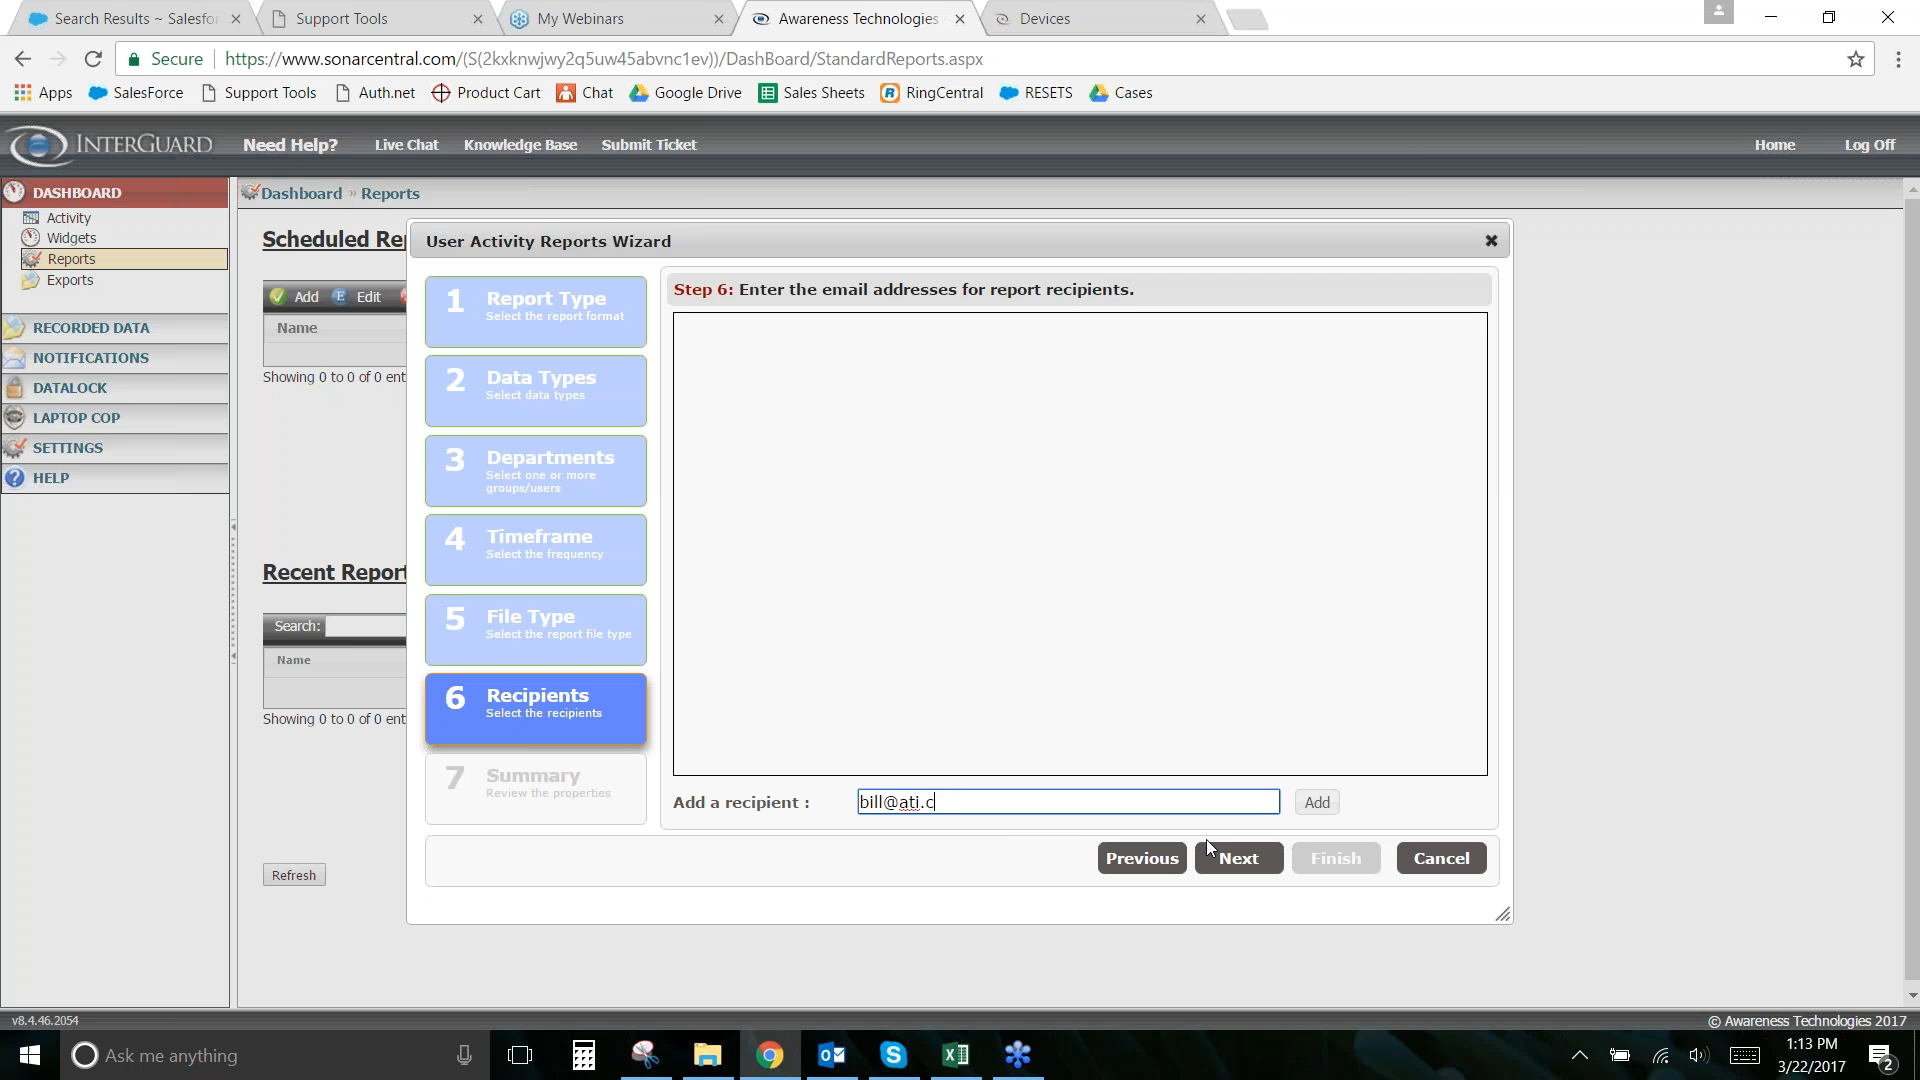 Search Results ~ Salesfor
Support Tools
My Webinars
Awareness Technologies
Devices
Secure
https://www.sonarcentral.com/(S(2kxknwjwy2q5uw45abvnc1ev))/DashBoard/StandardReports.aspx
Apps
SalesForce
Support Tools
Auth.net
Product Cart
Chat
Google Drive
Sales Sheets
RingCentral
RESETS
Cases
INTERGUARD
Need Help?
Live Chat
Knowledge Base
Submit Ticket
Home
Log Off
DASHBOARD
Activity
Widgets
Reports
Exports
RECORDED DATA
NOTIFICATIONS
DATALOCK
LAPTOP COP
SETTINGS
HELP
Dashboard » Reports
Scheduled Re
Add
E Edit
Name
Showing 0 to 0 of 0 ent
Recent Report
Search:
Name
Showing 0 to 0 of 0 ent
Refresh
User Activity Reports Wizard
1 Report Type
Select the report format
2 Data Types
Select data types
3 Departments
Select one or more
groups/users
4 Timeframe
Select the frequency
5 File Type
Select the report file type
6 Recipients
Select the recipients
7 Summary
Review the properties
Step 6: Enter the email addresses for report recipients.
Add a recipient :
bill@ati.c
Add
Previous
Next
Finish
Cancel
v8.4.46.2054
© Awareness Technologies 2017
Ask me anything
1:13 PM
3/22/2017
2